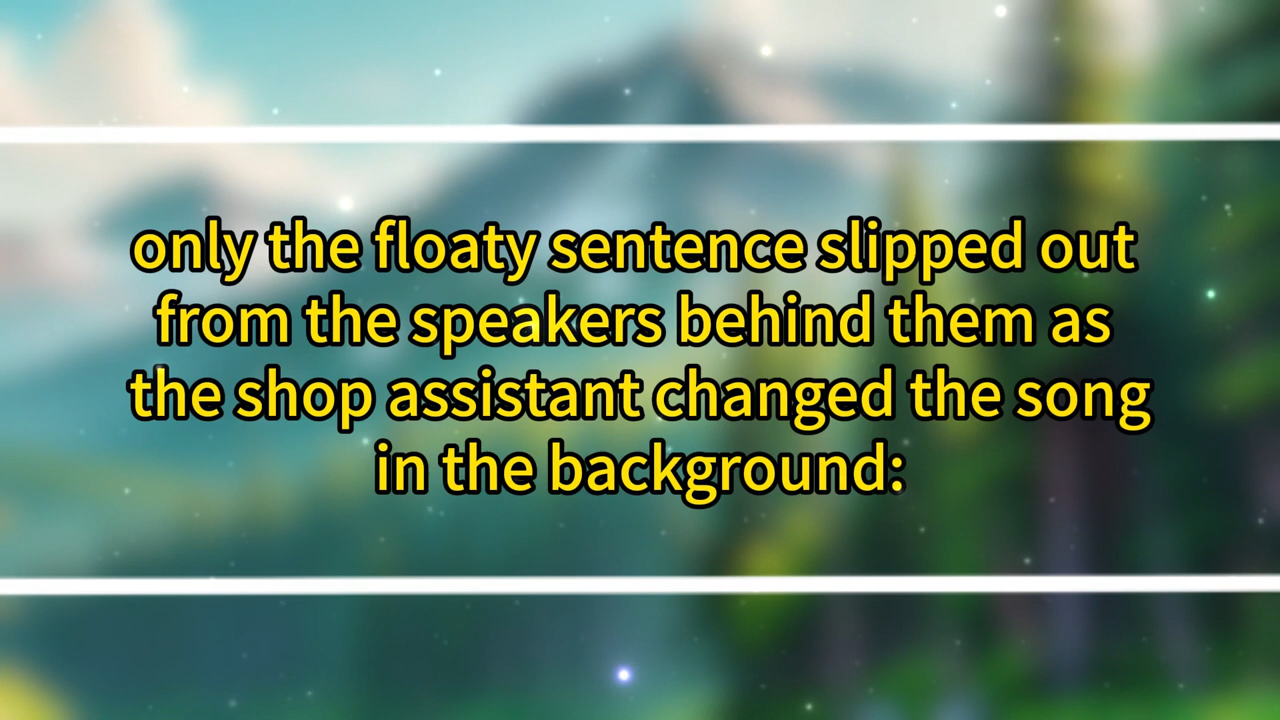 only the floaty sentence slipped out
from the speakers behind them as
the shop assistant changed the song
in the background: